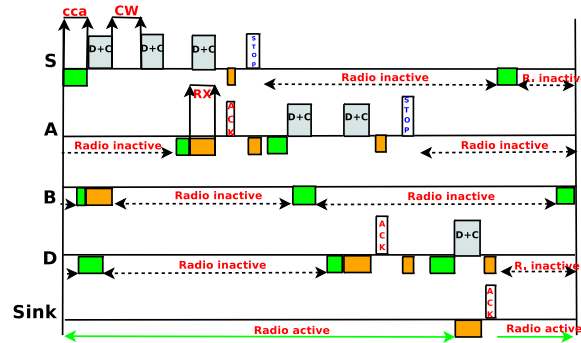 cca CW
D+C D+C D+C STOP
S
Radio inactive R. inactive
RX ACK D+C D+C STOP
A
Radio inactive Radio inactive
B
Radio inactive Radio inactive
ACK D+C
D
Radio inactive R. inactive
ACK
Sink
Radio active Radio active